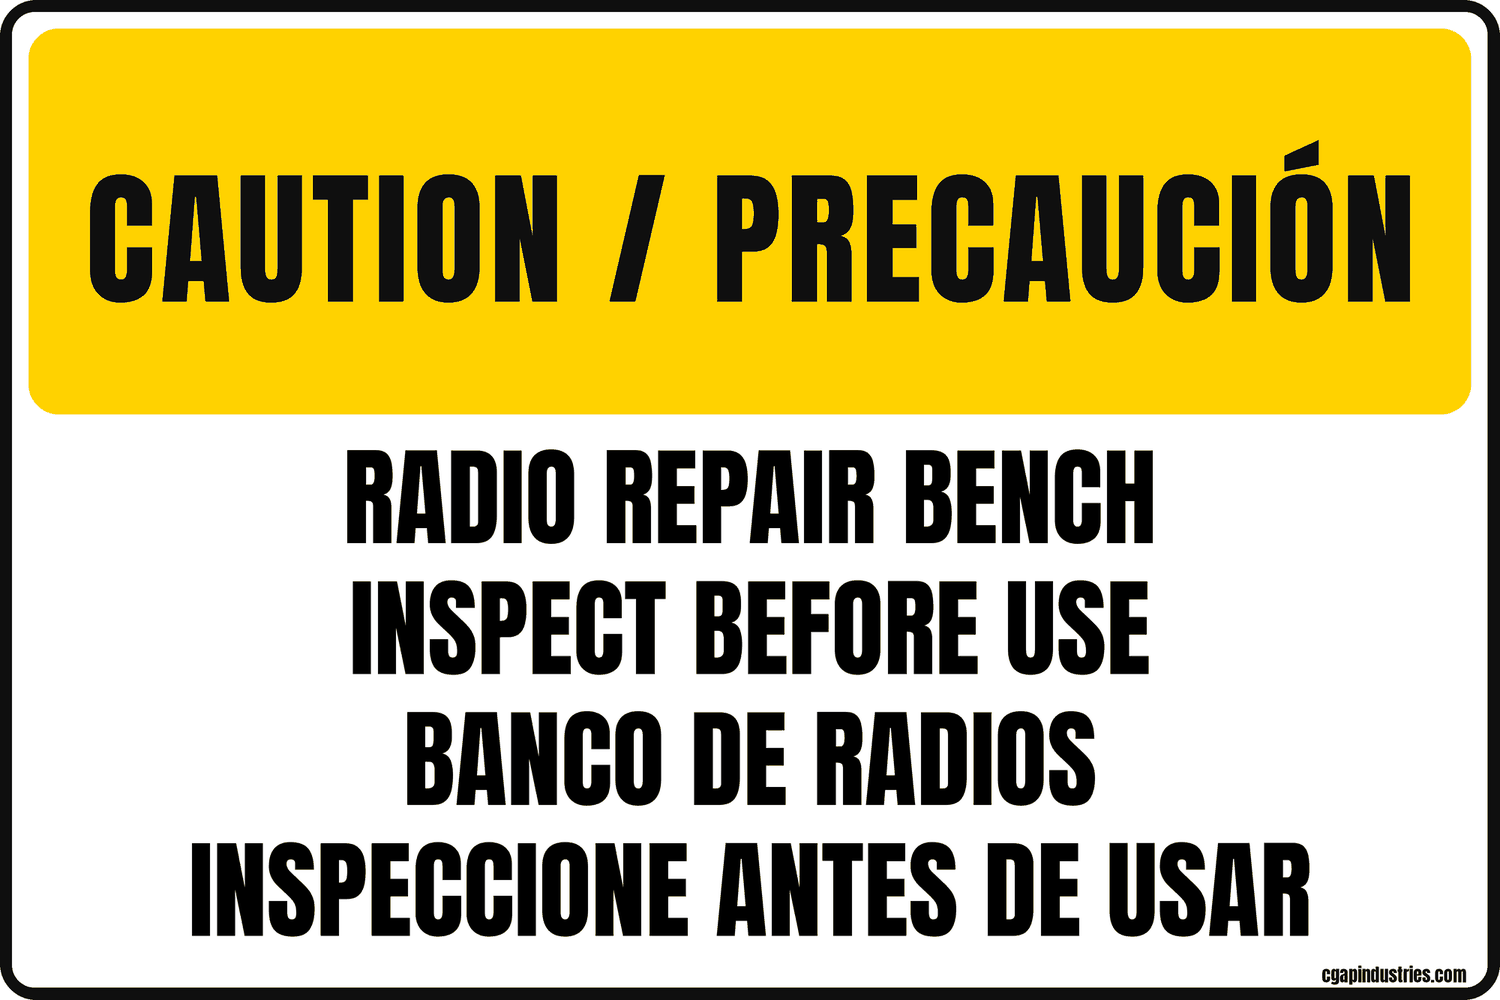 CAUTION / PRECAUCIÓN
RADIO REPAIR BENCH
INSPECT BEFORE USE
BANCO DE RADIOS
INSPECCIONE ANTES DE USAR
cgapindustries.com